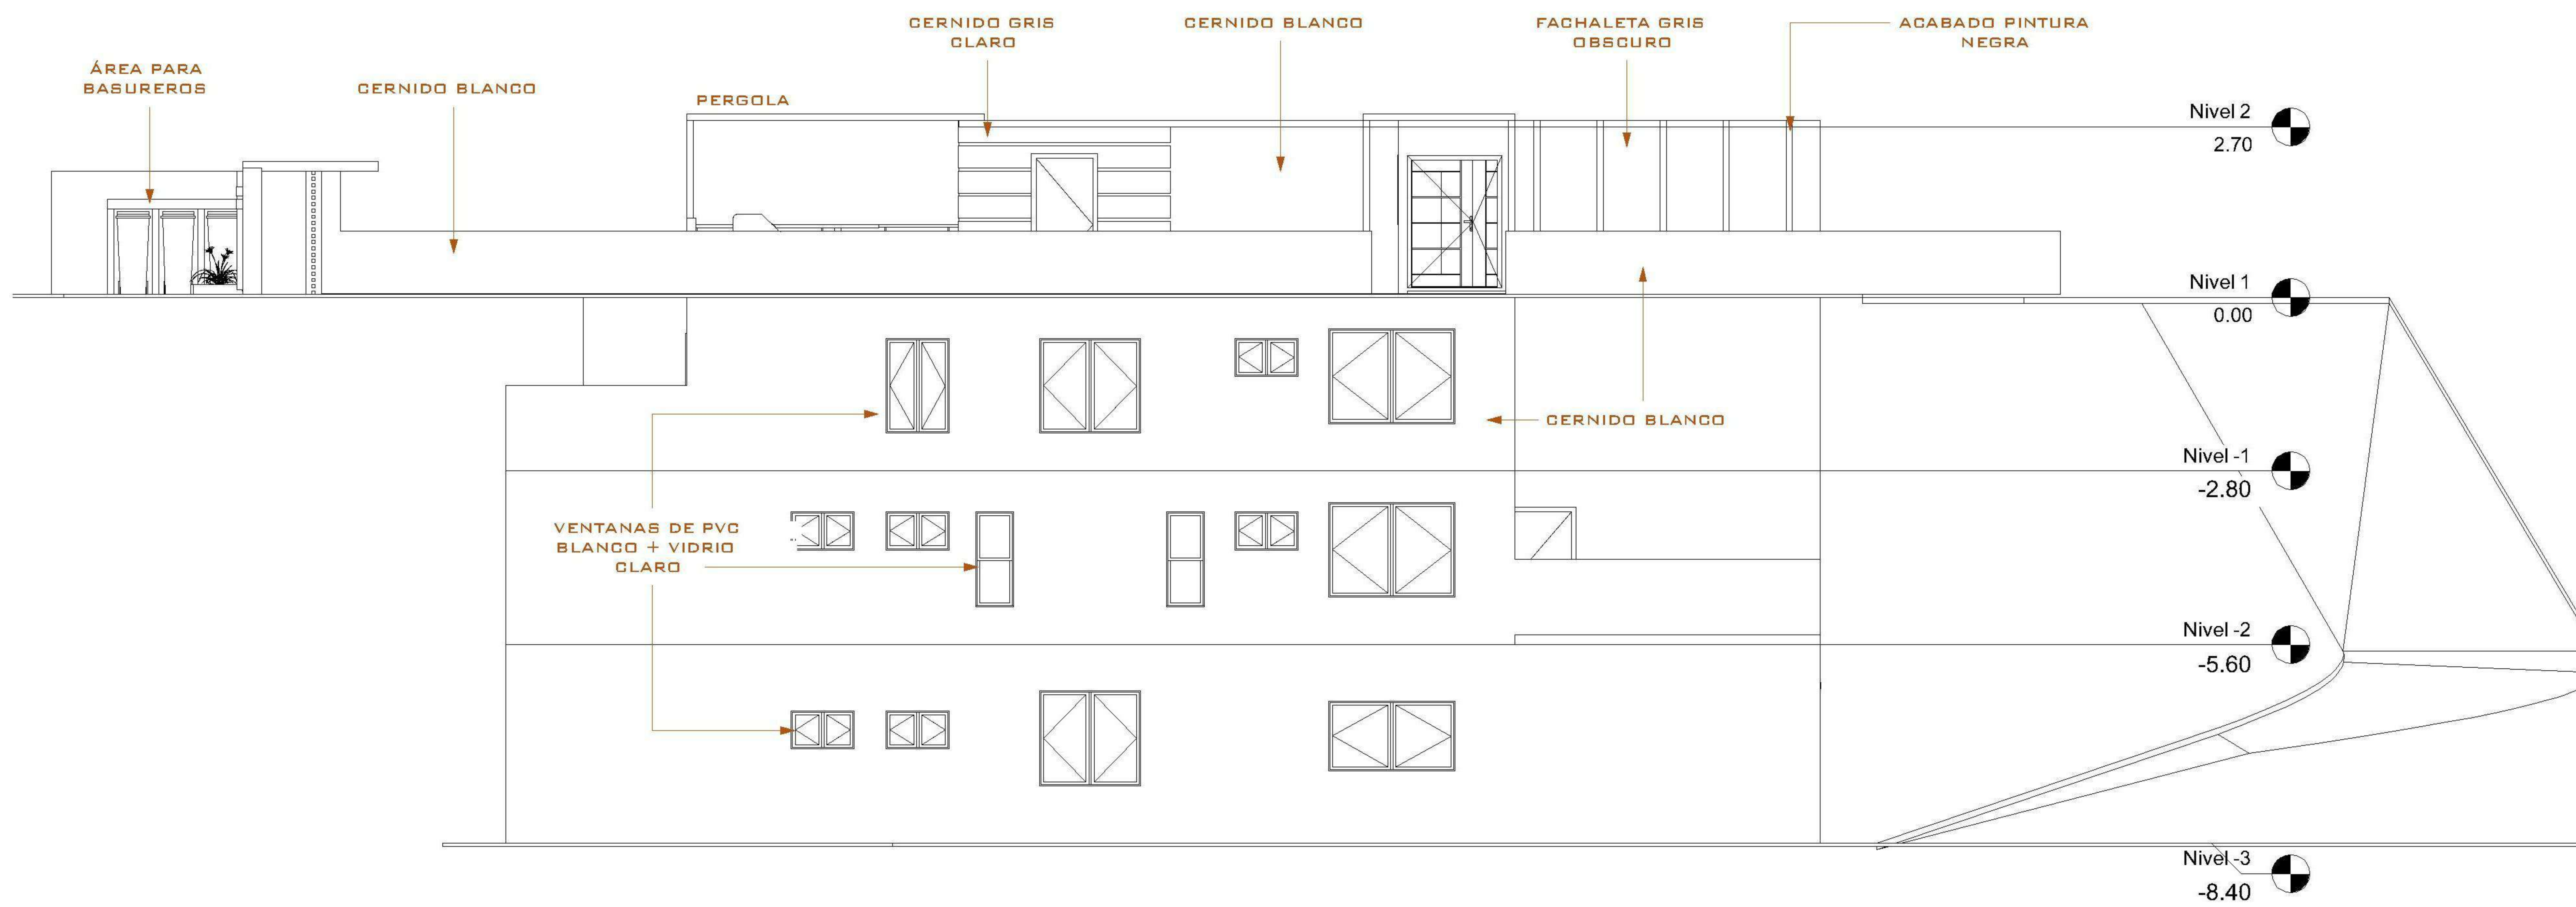 CERNIDO GRIS
CLARO
CERNIDO BLANCO
FACHALETA GRIS
OBSCURO
ACABADO PINTURA
NEGRA
ÁREA PARA
BASUREROS
CERNIDO BLANCO
PERGOLA
Nivel 2
2.70
Nivel 1
0.00
CERNIDO BLANCO
Nivel -1
-2.80
VENTANAS DE PVC
BLANCO + VIDRIO
CLARO
Nivel -2
-5.60
Nivel -3
-8.40